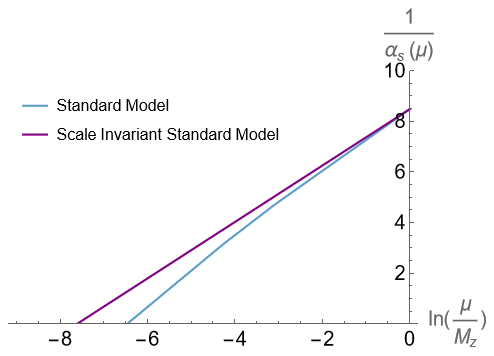 1
αs (μ)
10
Standard Model
8
Scale Invariant Standard Model
6
4
2
ln(μ/Mz)
-8 -6 -4 -2 0